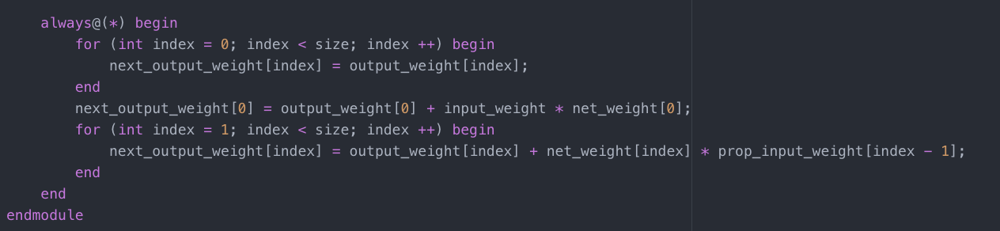 always@(*) begin
for (int index = 0; index < size; index ++) begin
next_output_weight[index] = output_weight[index];
end
next_output_weight[0] = output_weight[0] + input_weight * net_weight[0];
for (int index = 1; index < size; index ++) begin
next_output_weight[index] = output_weight[index] + net_weight[index] * prop_input_weight[index - 1];
end
end
endmodule